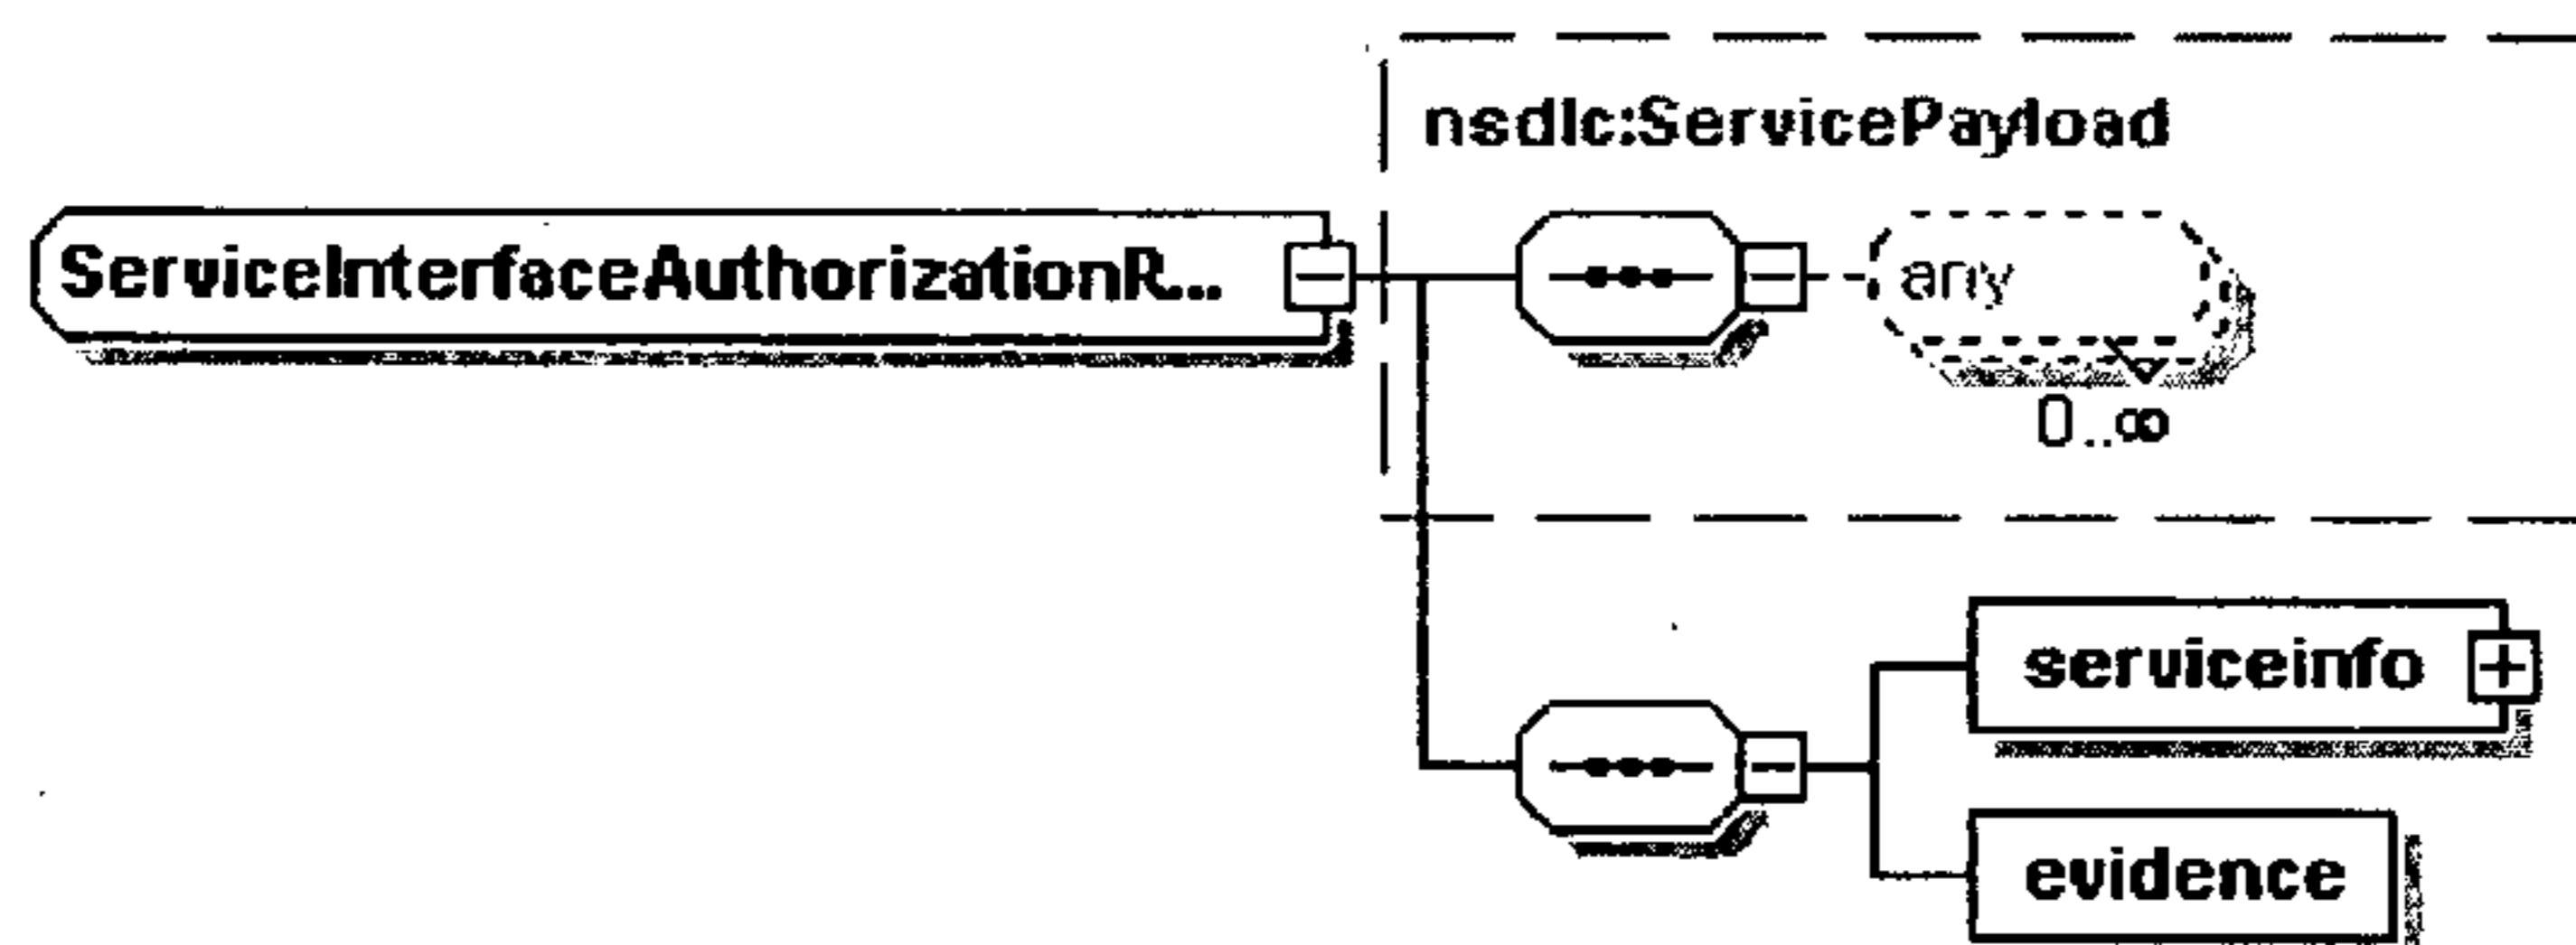 nsdlc:ServicePayload
ServiceInterfaceAuthorizationR...
any
0..∞
serviceinfo
evidence